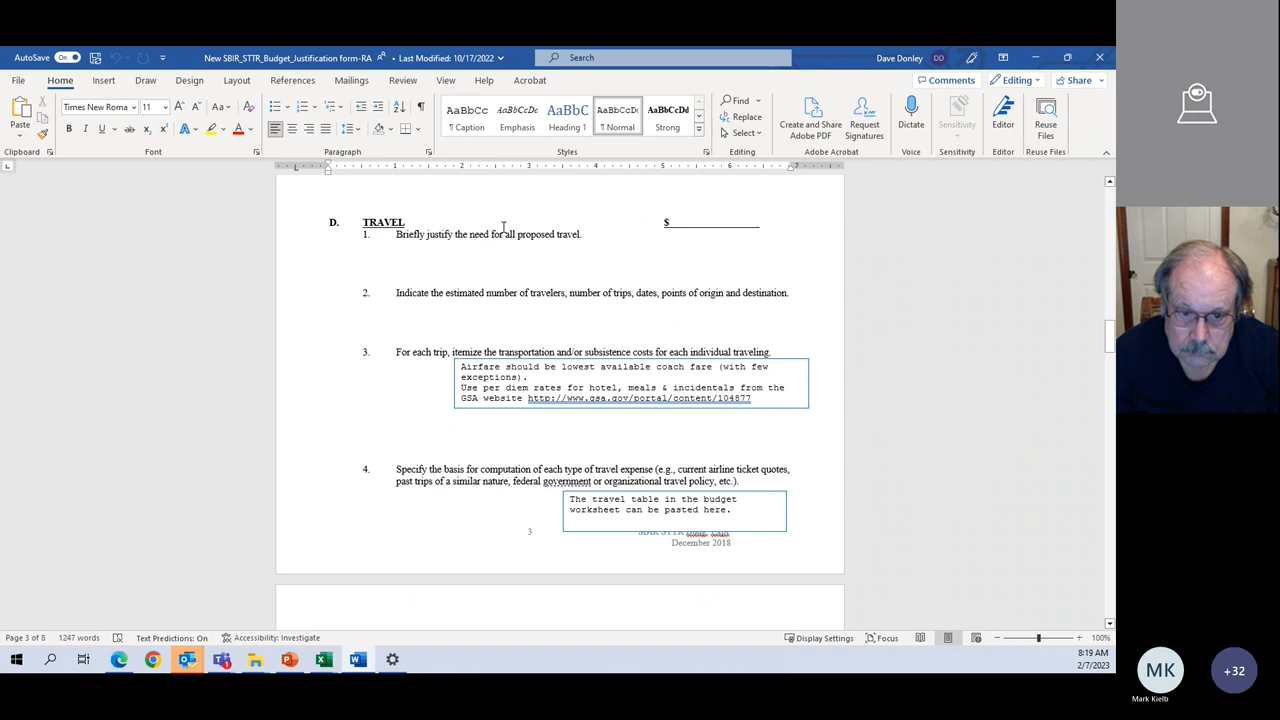 AutoSave On New SBIR_STTR_Budget_Justification form-RA • Last Modified: 10/17/2022 Search Dave Donley DD
File Home Insert Draw Design Layout References Mailings Review View Help Acrobat Comments Editing Share
Paste Times New Roma 11 Aa
AaBbCc AaBbCcDc AaBbC AaBbCcDc AaBbCcDd
¶ Caption Emphasis Heading 1 ¶ Normal Strong
Find
Replace
Select
Create and Share Adobe PDF
Request Signatures
Dictate
Sensitivity
Editor
Reuse Files
Clipboard Font Paragraph Styles Editing Adobe Acrobat Voice Sensitivity Editor Reuse Files
1 2 3 4 5 6 7
D. TRAVEL $
1. Briefly justify the need for all proposed travel.
2. Indicate the estimated number of travelers, number of trips, dates, points of origin and destination.
3. For each trip, itemize the transportation and/or subsistence costs for each individual traveling.
Airfare should be lowest available coach fare (with few
exceptions).
Use per diem rates for hotel, meals & incidentals from the
GSA website http://www.gsa.gov/portal/content/104877
4. Specify the basis for computation of each type of travel expense (e.g., current airline ticket quotes,
past trips of a similar nature, federal government or organizational travel policy, etc.).
The travel table in the budget
worksheet can be pasted here.
3
December 2018
Page 3 of 8 1247 words Text Predictions: On Accessibility: Investigate Display Settings Focus 100%
8:19 AM
2/7/2023
MK
+32
Mark Kielb